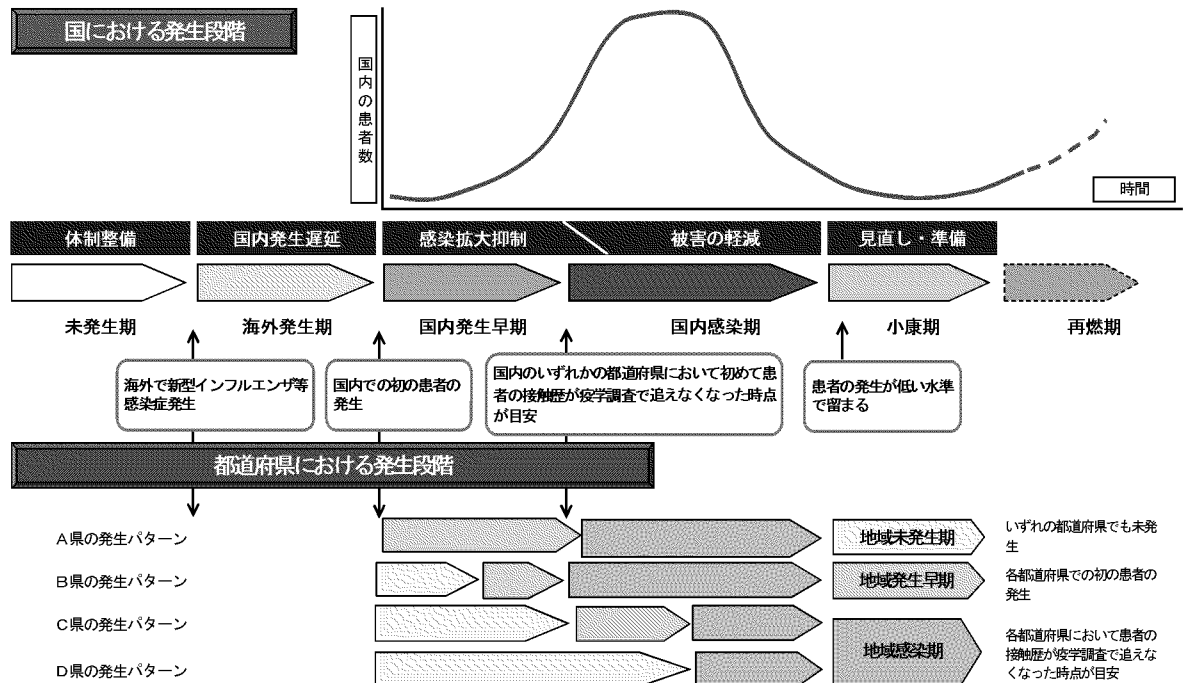 国における発生段階
国内の患者数
時間
体制整備
国内発生遅延
感染拡大抑制
被害の軽減
見直し・準備
未発生期
海外発生期
国内発生早期
国内感染期
小康期
再燃期
海外で新型インフルエンザ等
感染症発生
国内での初の患者の
発生
国内のいずれかの都道府県において初めて患
者の接触歴が疫学調査で追えなくなった時点
が目安
患者の発生が低い水準
で留まる
都道府県における発生段階
A県の発生パターン
地域未発生期
いずれの都道府県でも未発
生
B県の発生パターン
地域発生早期
各都道府県での初の患者の
発生
C県の発生パターン
地域感染期
各都道府県において患者の
接触歴が疫学調査で追えな
くなった時点が目安
D県の発生パターン